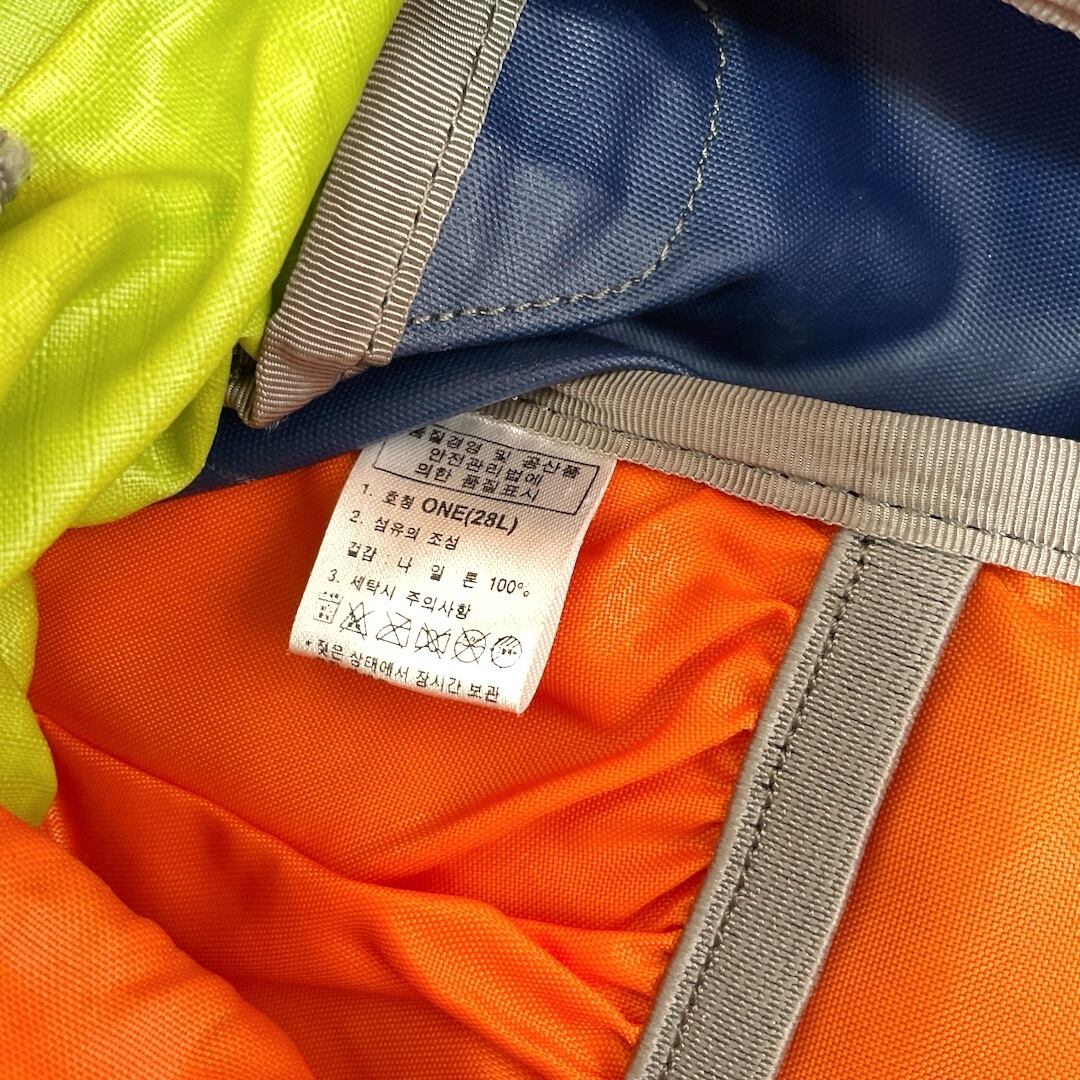 품질경영 및 공산품
안전관리법에
의한 품질표시
1. 호칭 ONE(28L)
2. 섬유의 조성
겉감 : 나 일 론 100%
3. 세탁시 주의사항
* 젖은 상태에서 잠시간 보관